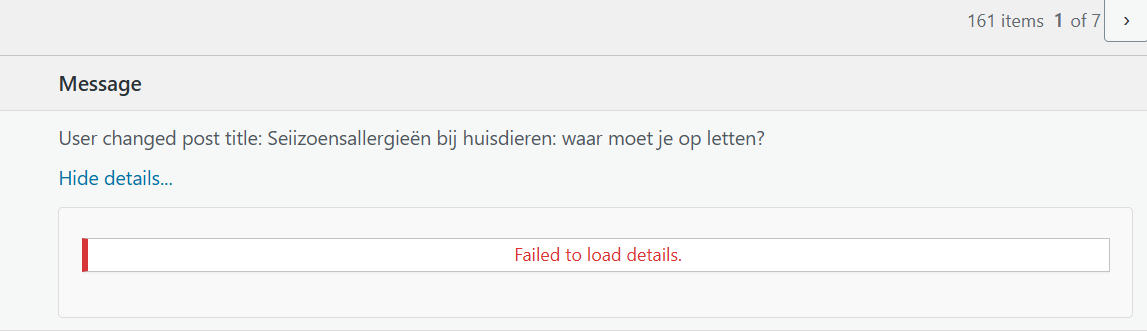 161 items 1 of 7 ›
Message
User changed post title: Seiizoensallergieën bij huisdieren: waar moet je op letten?
Hide details...
Failed to load details.